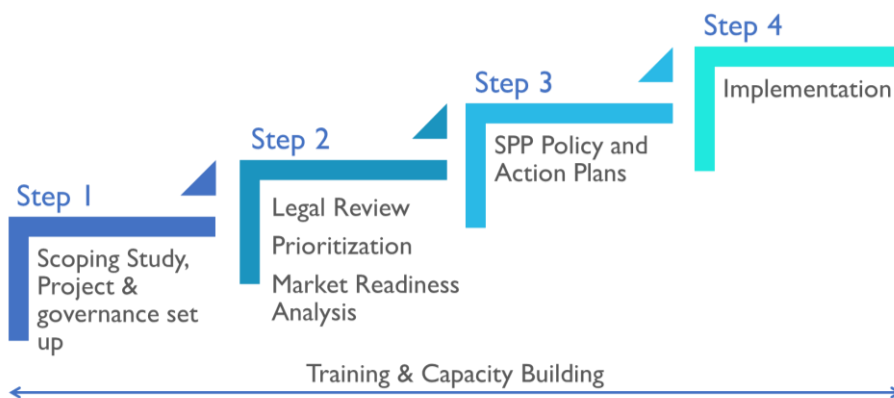 Step 1
Scoping Study,
Project &
governance set
up
Step 2
Legal Review
Prioritization
Market Readiness
Analysis
Step 3
SPP Policy and
Action Plans
Step 4
Implementation
Training & Capacity Building